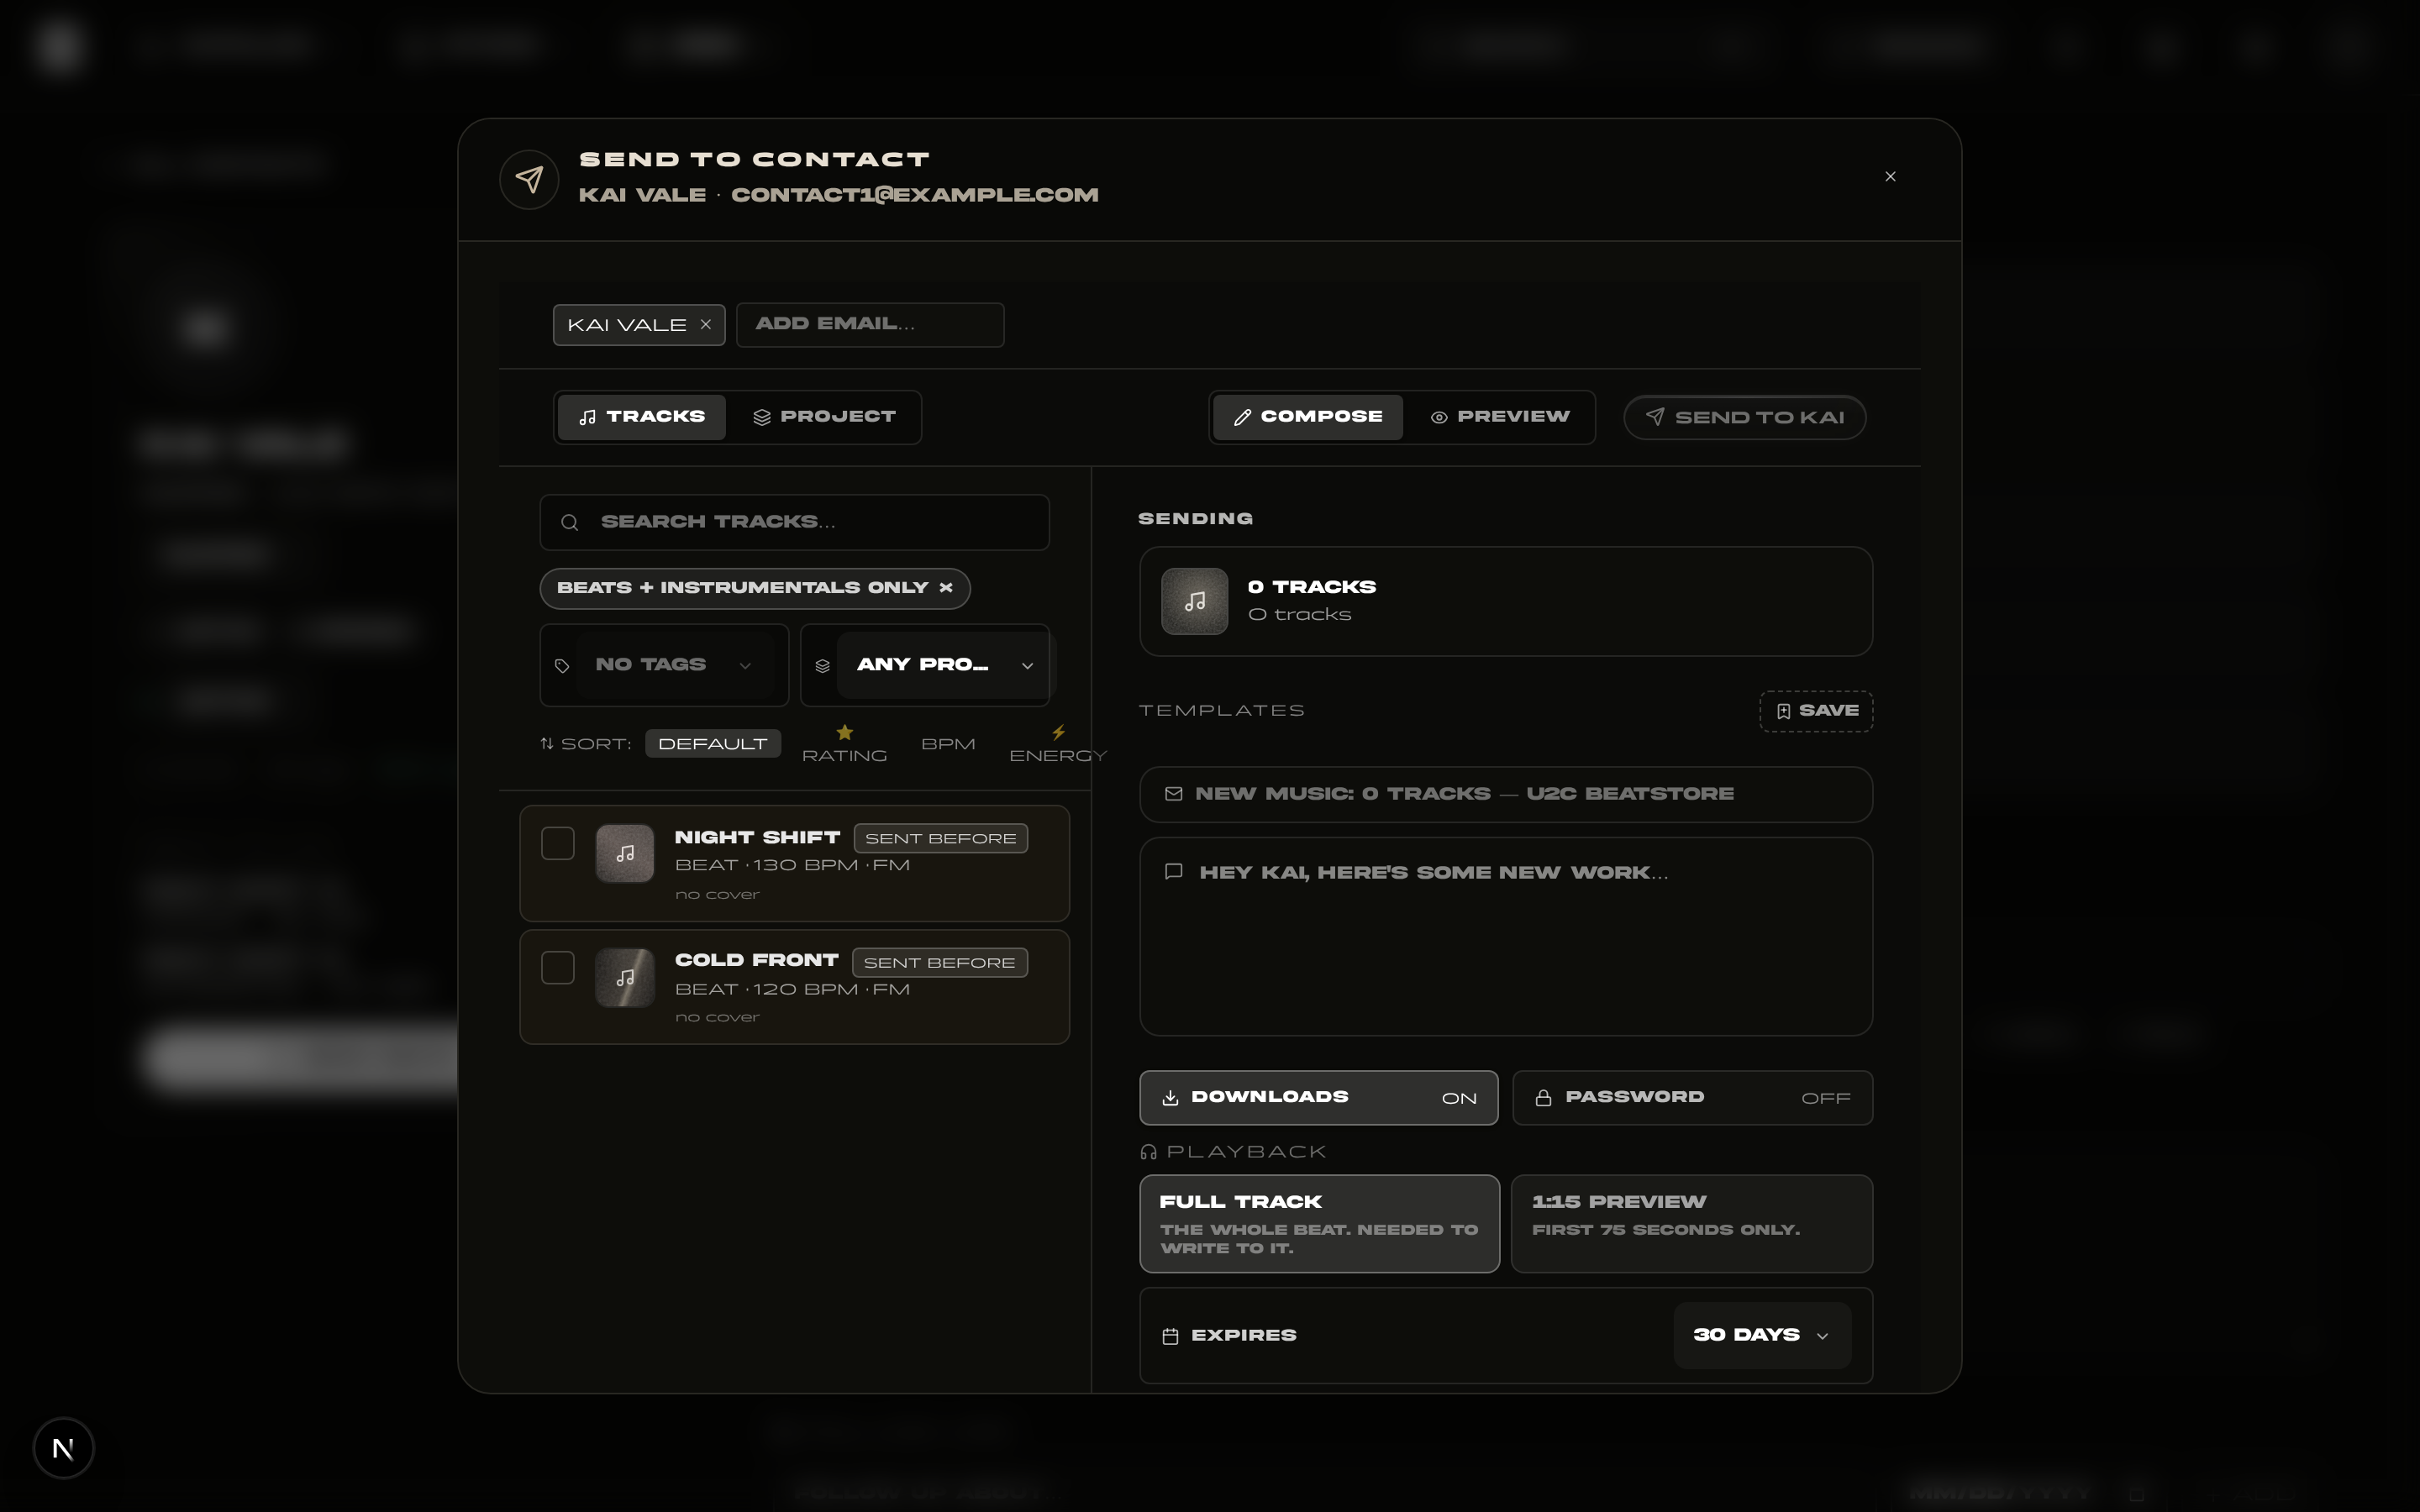 SEND TO CONTACT
KAI VALE · CONTACT1@EXAMPLE.COM
KAI VALE ×
ADD EMAIL...
TRACKS
PROJECT
COMPOSE
PREVIEW
SEND TO KAI
SEARCH TRACKS...
BEATS + INSTRUMENTALS ONLY ×
NO TAGS
ANY PRO...
SORT:
DEFAULT
RATING
BPM
ENERGY
NIGHT SHIFT
SENT BEFORE
BEAT · 130 BPM · FM
no cover
COLD FRONT
SENT BEFORE
BEAT · 120 BPM · FM
no cover
SENDING
0 TRACKS
0 tracks
TEMPLATES
SAVE
NEW MUSIC: 0 TRACKS — U2C BEATSTORE
HEY KAI, HERE'S SOME NEW WORK...
DOWNLOADS
ON
PASSWORD
OFF
PLAYBACK
FULL TRACK
THE WHOLE BEAT. NEEDED TO
WRITE TO IT.
1:15 PREVIEW
FIRST 75 SECONDS ONLY.
EXPIRES
30 DAYS
N
MM/DD/YYYY